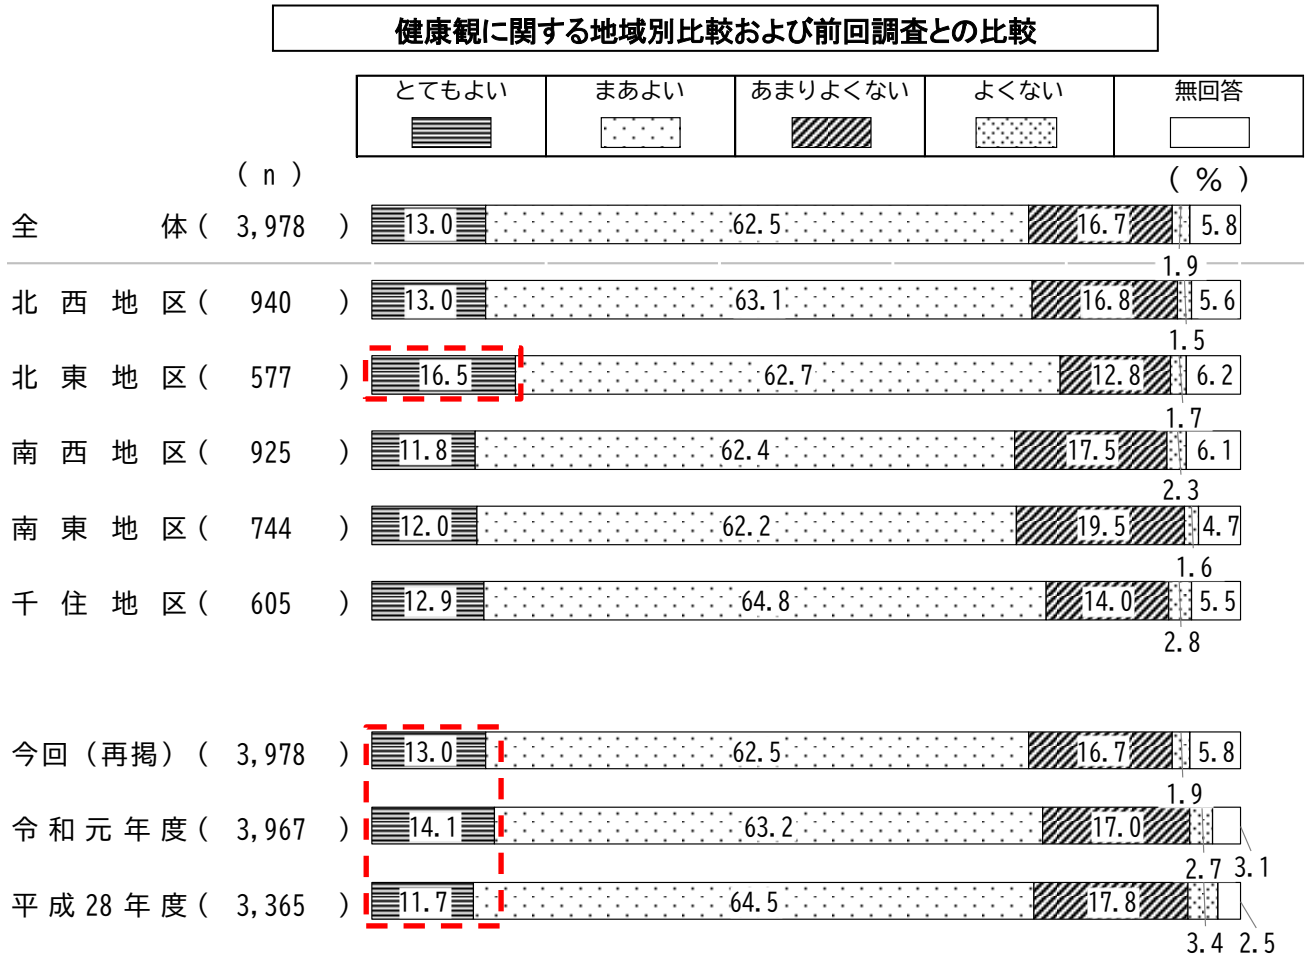 健康観に関する地域別比較および前回調査との比較
とてもよい まあよい あまりよくない よくない 無回答
( n ) ( % )
全体( 3,978 ) 13.0 62.5 16.7 5.8
1.9
北西地区( 940 ) 13.0 63.1 16.8 5.6
1.5
北東地区( 577 ) 16.5 62.7 12.8 6.2
1.7
南西地区( 925 ) 11.8 62.4 17.5 6.1
2.3
南東地区( 744 ) 12.0 62.2 19.5 4.7
1.6
千住地区( 605 ) 12.9 64.8 14.0 5.5
2.8
今回（再掲）( 3,978 ) 13.0 62.5 16.7 5.8
1.9
令和元年度( 3,967 ) 14.1 63.2 17.0
2.7 3.1
平成28年度( 3,365 ) 11.7 64.5 17.8
3.4 2.5